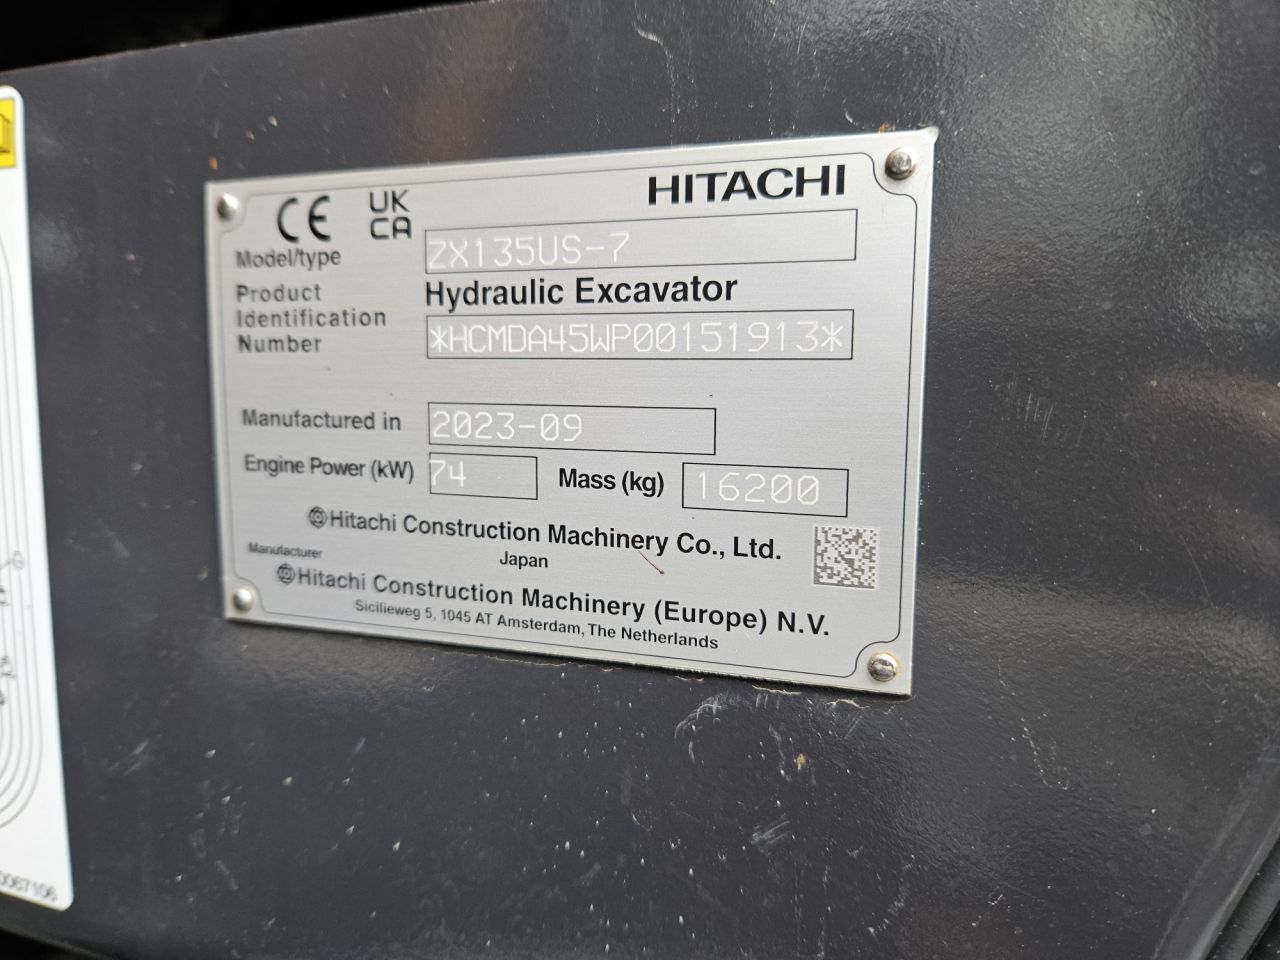 HITACHI
CE UK CA
Model/type ZX135US-7
Hydraulic Excavator
Product
Identification
Number *HCMDA45WP00151913*
Manufactured in 2023-09
Engine Power (kW) 74 Mass (kg) 16200
Hitachi Construction Machinery Co., Ltd.
Japan
Manufacturer
Hitachi Construction Machinery (Europe) N.V.
Sicilieweg 5, 1045 AT Amsterdam, The Netherlands